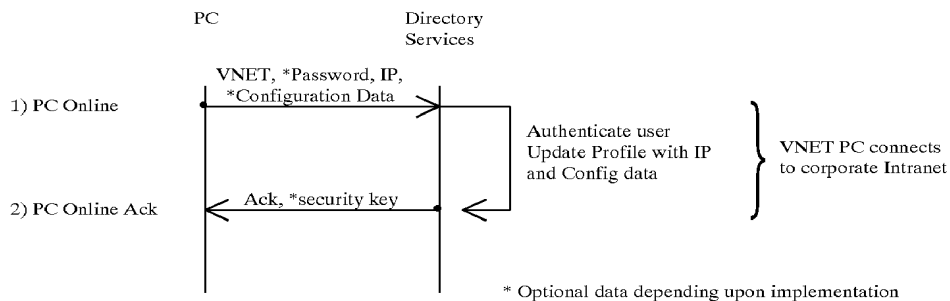 PC
Directory
Services
VNET, *Password, IP,
*Configuration Data
1) PC Online
Authenticate user
Update Profile with IP
and Config data
VNET PC connects
to corporate Intranet
2) PC Online Ack
Ack, *security key
* Optional data depending upon implementation